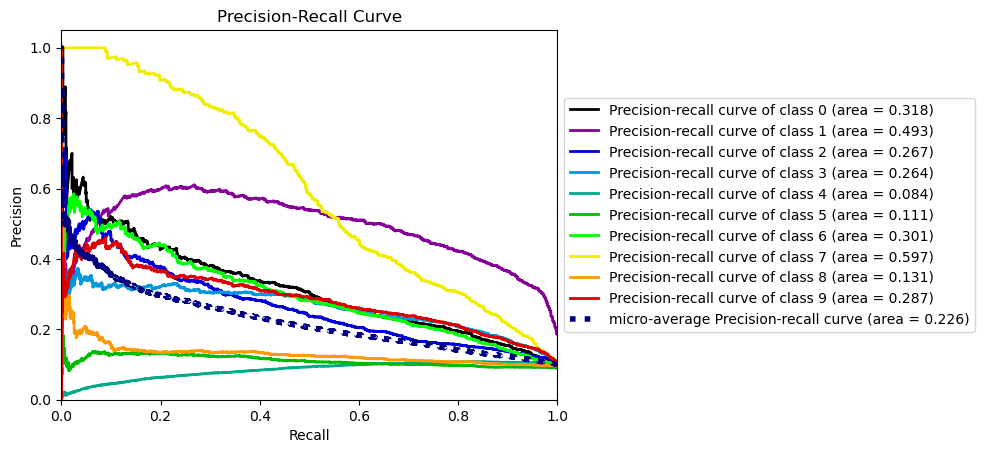 Precision-Recall Curve
Precision
1.0
0.8
0.6
0.4
0.2
0.0
0.0 0.2 0.4 0.6 0.8 1.0
Recall
Precision-recall curve of class 0 (area = 0.318)
Precision-recall curve of class 1 (area = 0.493)
Precision-recall curve of class 2 (area = 0.267)
Precision-recall curve of class 3 (area = 0.264)
Precision-recall curve of class 4 (area = 0.084)
Precision-recall curve of class 5 (area = 0.111)
Precision-recall curve of class 6 (area = 0.301)
Precision-recall curve of class 7 (area = 0.597)
Precision-recall curve of class 8 (area = 0.131)
Precision-recall curve of class 9 (area = 0.287)
micro-average Precision-recall curve (area = 0.226)